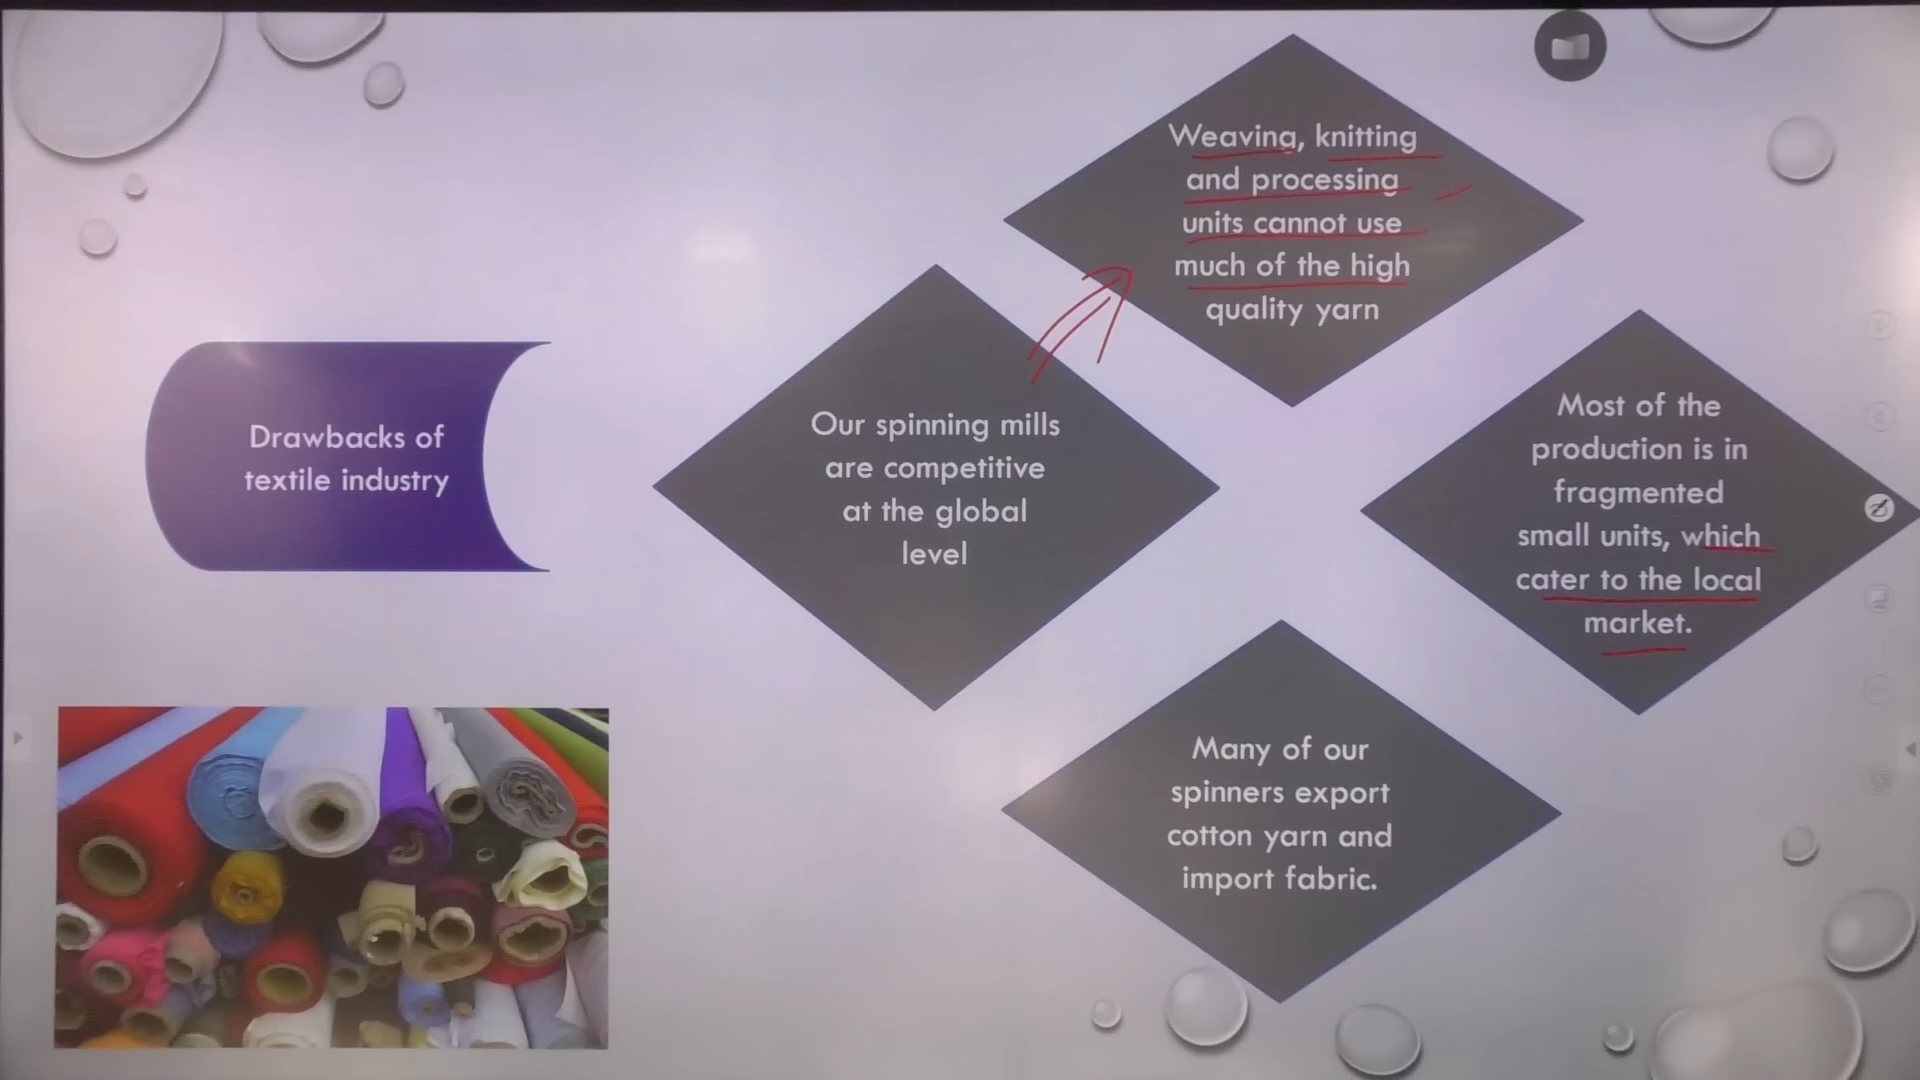 Drawbacks of
textile industry
Our spinning mills
are competitive
at the global
level
Weaving, knitting
and processing
units cannot use
much of the high
quality yarn
Most of the
production is in
fragmented
small units, which
cater to the local
market.
Many of our
spinners export
cotton yarn and
import fabric.